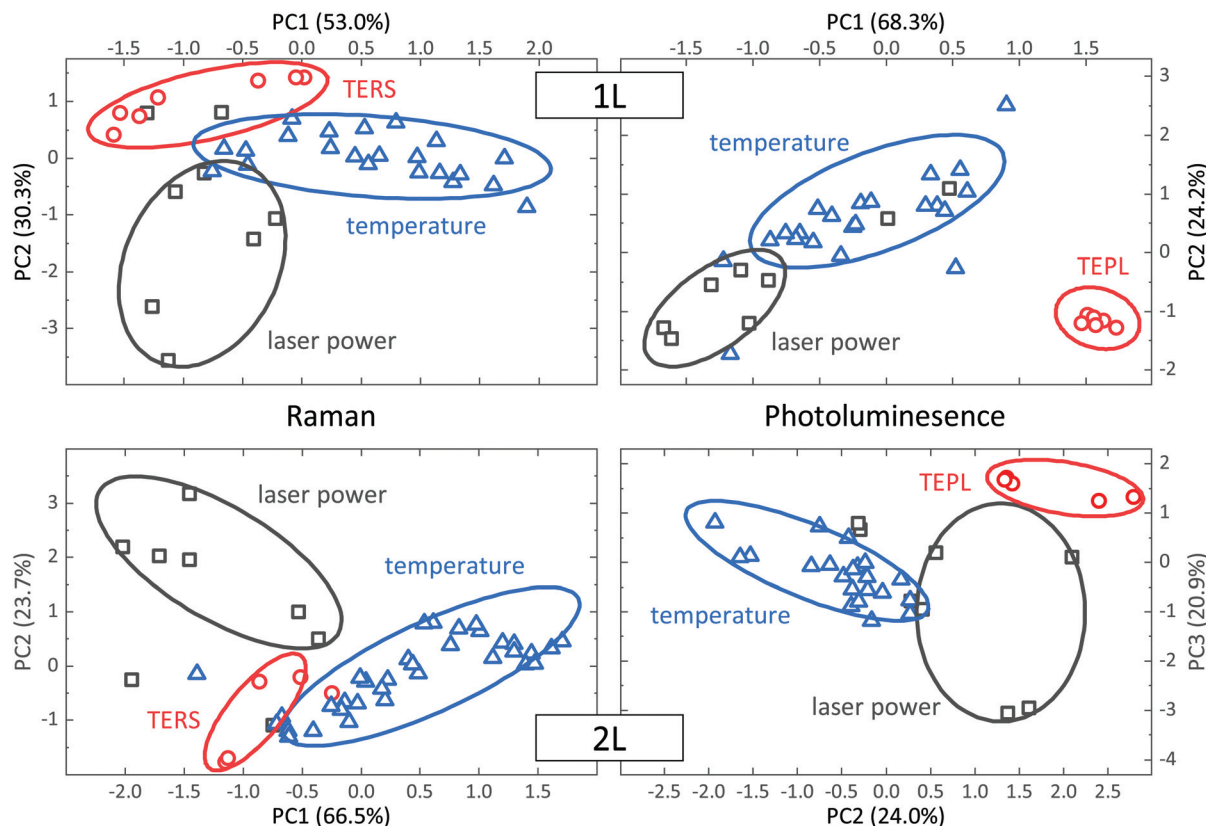 PC1 (53.0%)
PC1 (68.3%)
-1.5 -1.0 -0.5 0.0 0.5 1.0 1.5 2.0
-1.5 -1.0 -0.5 0.0 0.5 1.0 1.5
1L
TERS
temperature
laser power
PC2 (30.3%)
1
0
-1
-2
-3
temperature
TEPL
laser power
3
2
1
0
-1
-2
PC2 (24.2%)
Raman
Photoluminesence
laser power
temperature
TERS
PC2 (23.7%)
3
2
1
0
-1
TEPL
temperature
laser power
2
1
0
-1
-2
-3
-4
PC3 (20.9%)
2L
-2.0 -1.5 -1.0 -0.5 0.0 0.5 1.0 1.5
-2.5 -2.0 -1.5 -1.0 -0.5 0.0 0.5 1.0 1.5 2.0 2.5
PC1 (66.5%)
PC2 (24.0%)